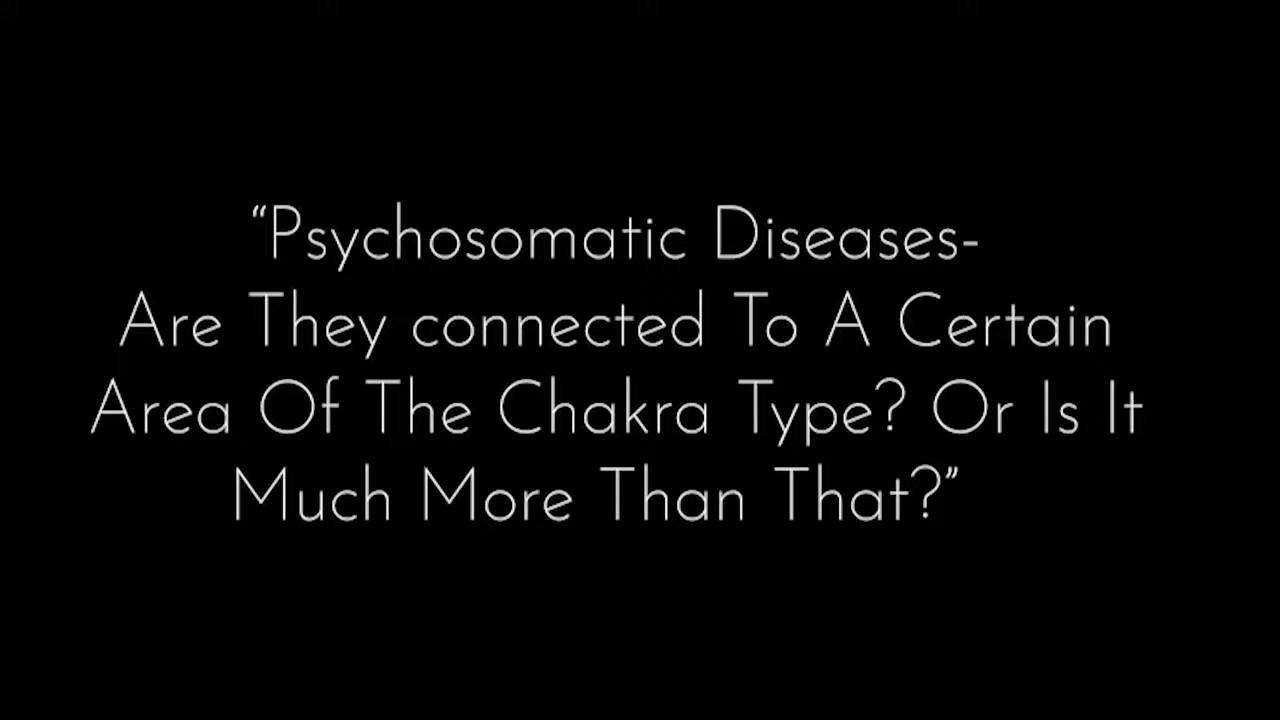 “Psychosomatic Diseases-
Are They connected To A Certain
Area Of The Chakra Type? Or Is It
Much More Than That?”